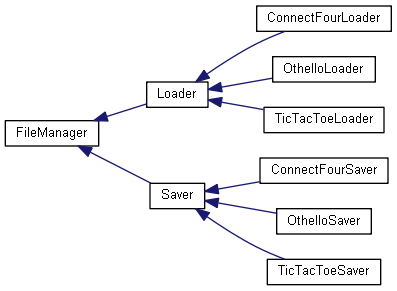 ConnectFourLoader
OthelloLoader
Loader
TicTacToeLoader
FileManager
ConnectFourSaver
Saver
OthelloSaver
TicTacToeSaver